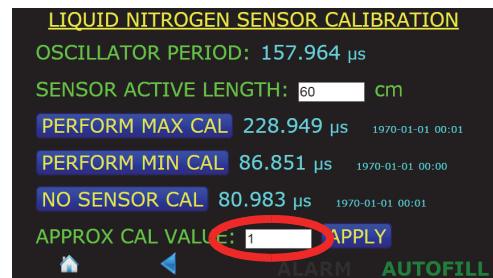 LIQUID NITROGEN SENSOR CALIBRATION
OSCILLATOR PERIOD: 157.964 µs
SENSOR ACTIVE LENGTH: 60 cm
PERFORM MAX CAL 228.949 µs 1970-01-01 00:01
PERFORM MIN CAL 86.851 µs 1970-01-01 00:00
NO SENSOR CAL 80.983 µs 1970-01-01 00:01
APPROX CAL VALUE: 1 APPLY
ALARM AUTOFILL